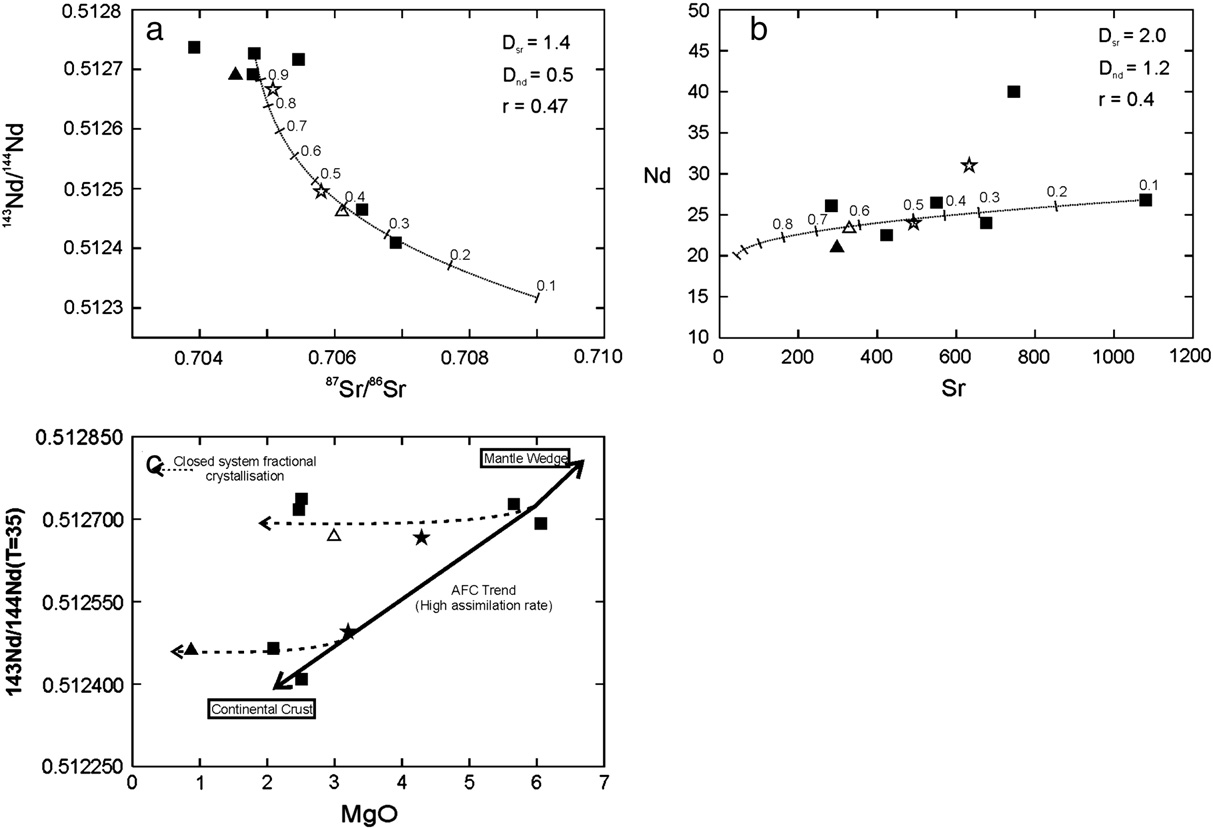 a
0.5128
0.5127
0.5126
0.5125
0.5124
0.5123
143Nd/144Nd
Dsr = 1.4
Dnd = 0.5
r = 0.47
0.9
0.8
0.7
0.6
0.5
0.4
0.3
0.2
0.1
0.704
0.706
0.708
0.710
87Sr/86Sr
b
50
45
40
35
30
25
20
15
10
Nd
Dsr = 2.0
Dnd = 1.2
r = 0.4
0.8
0.7
0.6
0.5
0.4
0.3
0.2
0.1
0
200
400
600
800
1000
1200
Sr
c
0.512850
0.512700
0.512550
0.512400
0.512250
143Nd/144Nd(T=35)
Closed system fractional
crystallisation
Mantle Wedge
AFC Trend
(High assimilation rate)
Continental Crust
0
1
2
3
4
5
6
7
MgO